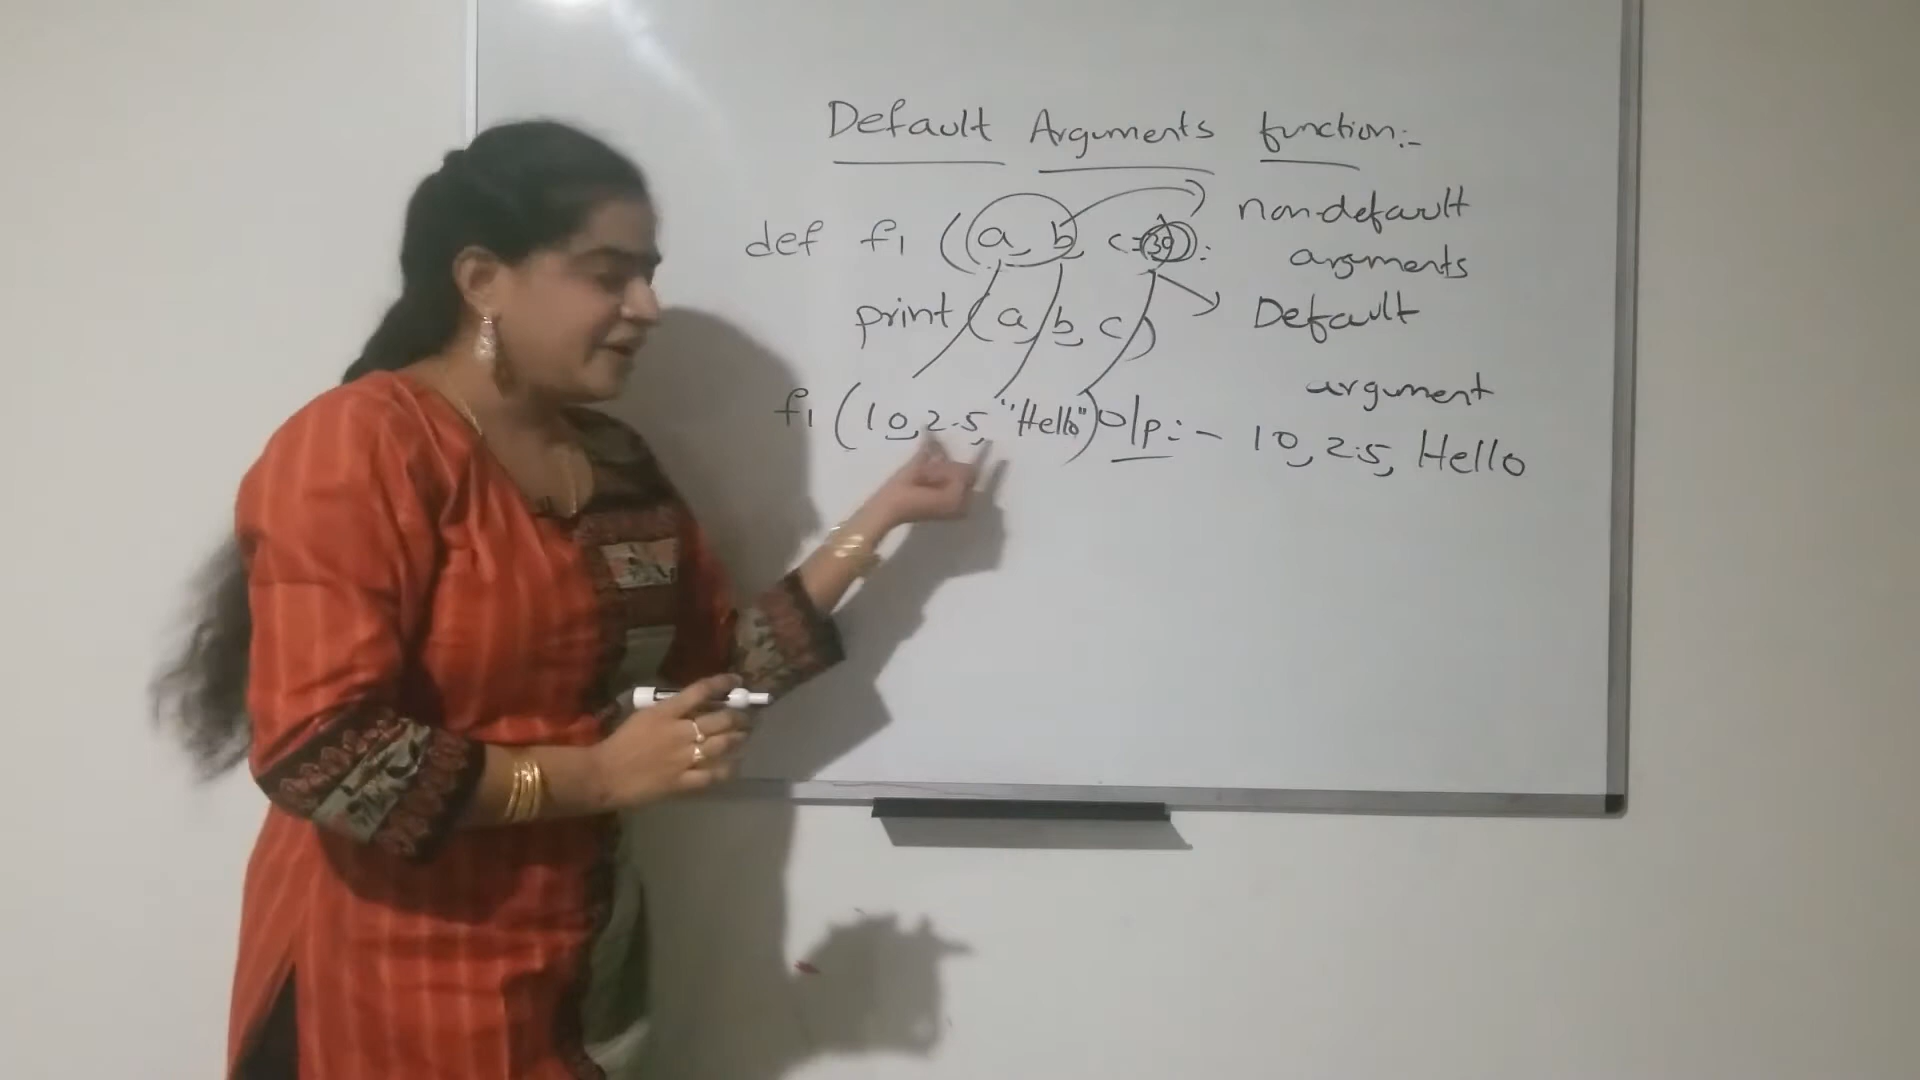 Default Arguments function:-
def f1 (a, b, c=30):
non-default
arguments
print (a, b, c)
Default
argument
f1 (10, 2.5, "Hello") O/p:- 10, 2.5, Hello